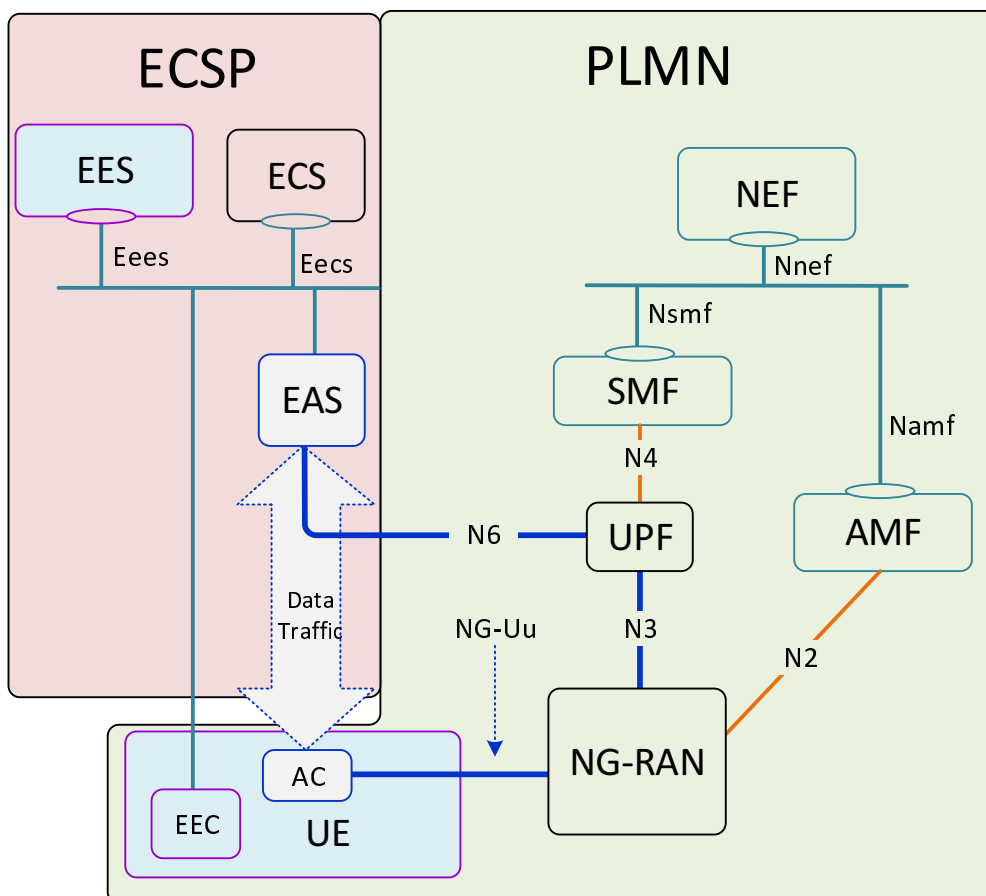 ECSP
PLMN
EES
ECS
NEF
Eees
Eecs
Nnef
Nsmf
EAS
SMF
Namf
N4
N6
UPF
AMF
Data
Traffic
NG-Uu
N3
N2
NG-RAN
AC
EEC
UE